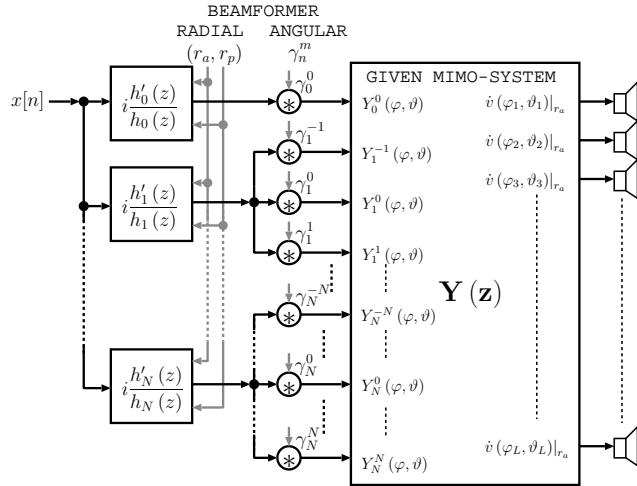 BEAMFORMER
RADIAL ANGULAR
(r_a, r_p) γ_n^m
x[n]
i h′_0(z) / h_0(z)
γ_0^0
*
GIVEN MIMO-SYSTEM
Y_0^0(φ, ϑ)
v̇(φ_1, ϑ_1)|_{r_a}
γ_1^{-1}
*
Y_1^{-1}(φ, ϑ)
v̇(φ_2, ϑ_2)|_{r_a}
i h′_1(z) / h_1(z)
γ_1^0
*
Y_1^0(φ, ϑ)
v̇(φ_3, ϑ_3)|_{r_a}
γ_1^1
*
Y_1^1(φ, ϑ)
Y(z)
γ_N^{-N}
*
Y_N^{-N}(φ, ϑ)
i h′_N(z) / h_N(z)
γ_N^0
*
Y_N^0(φ, ϑ)
γ_N^N
*
Y_N^N(φ, ϑ)
v̇(φ_L, ϑ_L)|_{r_a}